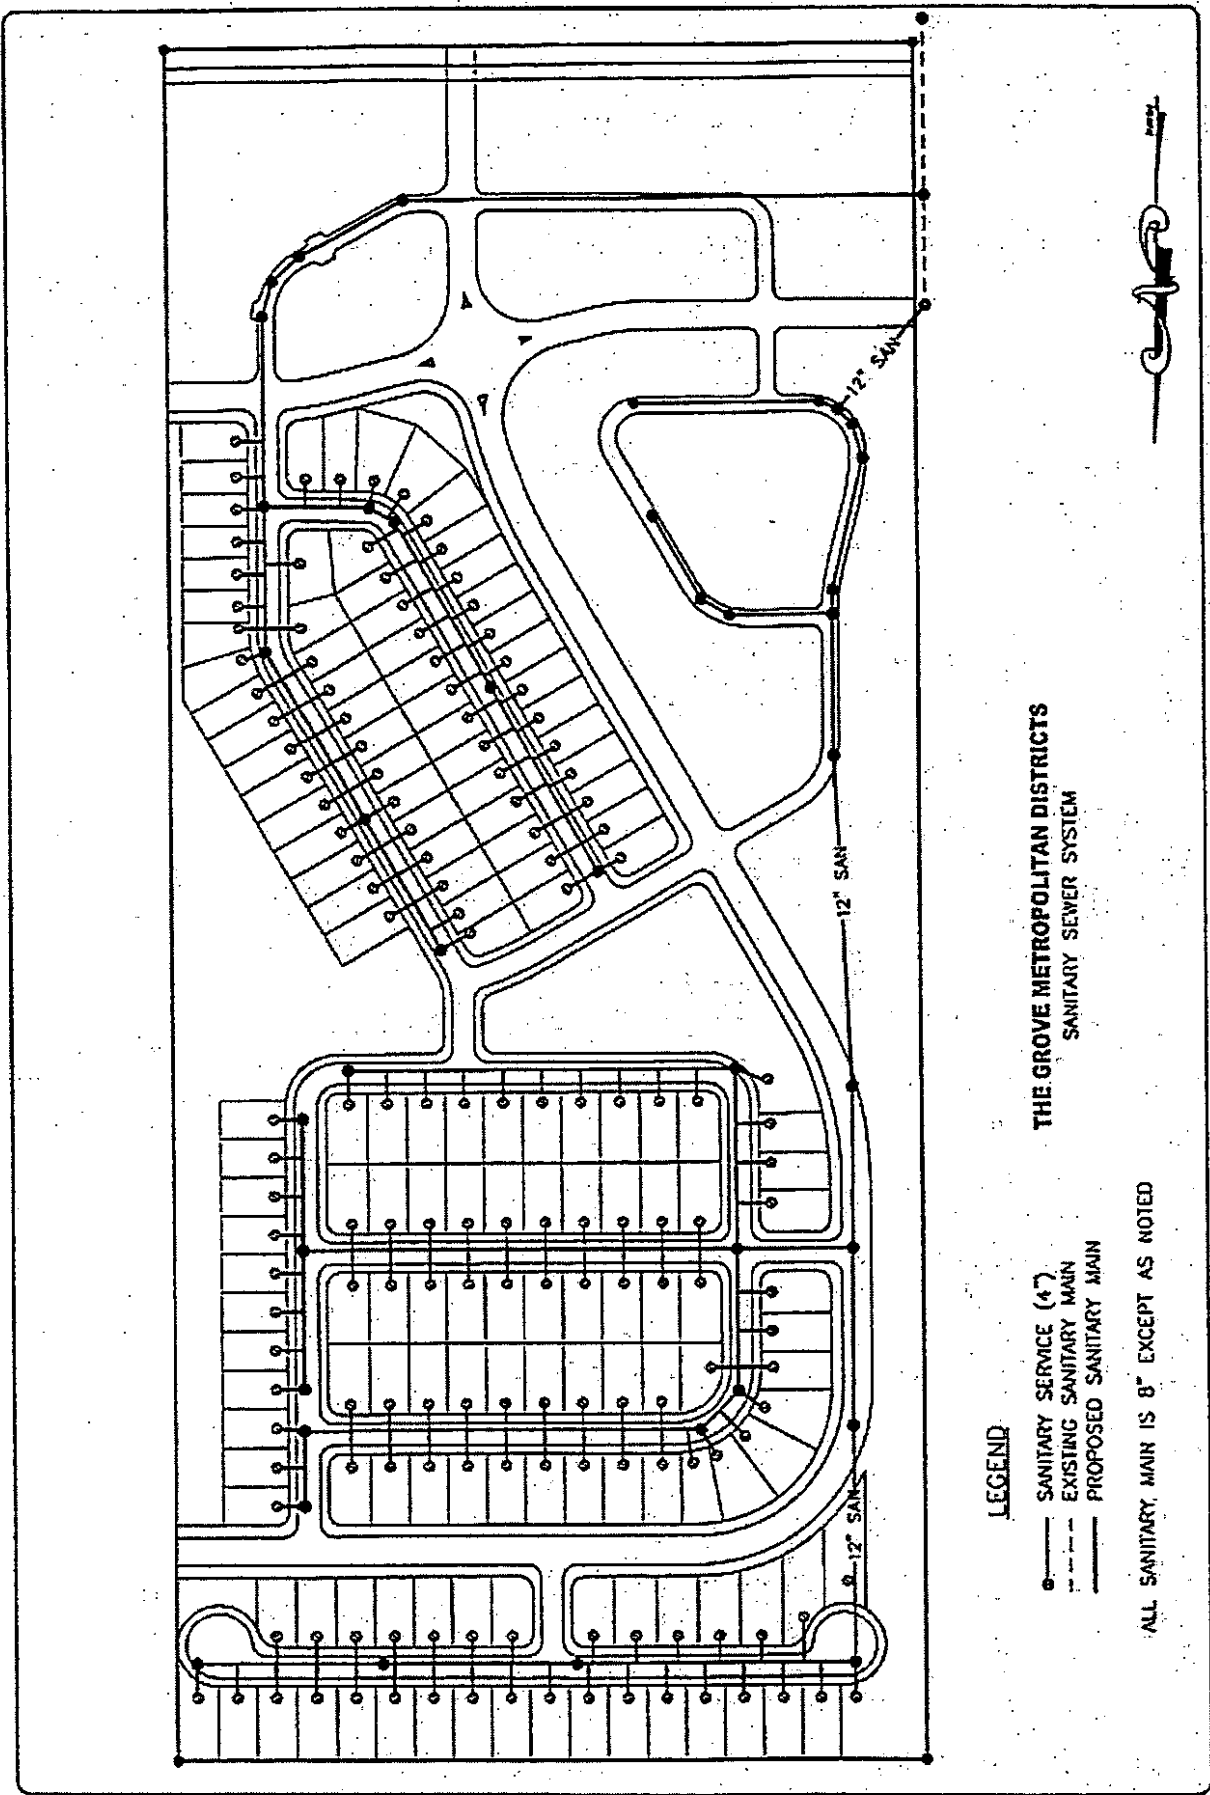 THE GROVE METROPOLITAN DISTRICTS
SANITARY SEWER SYSTEM
LEGEND
SANITARY SERVICE (4")
EXISTING SANITARY MAIN
PROPOSED SANITARY MAIN
ALL SANITARY MAIN IS 8" EXCEPT AS NOTED
12" SAN
12" SAN
12" SAN